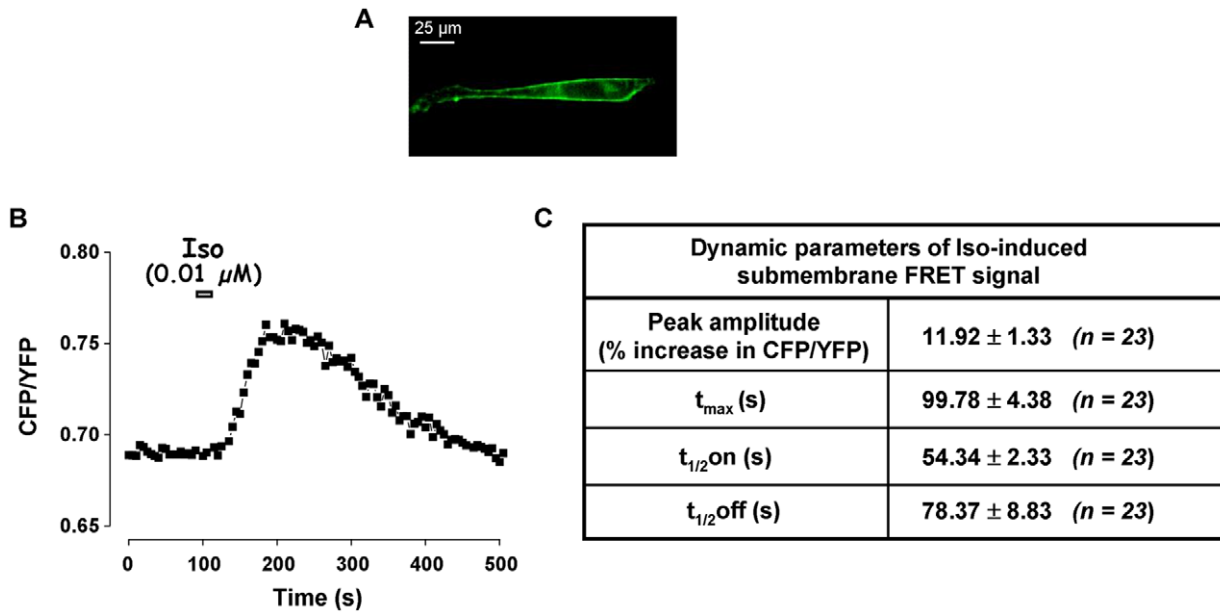 A
25 µm
B
0.80
0.75
0.70
0.65
CFP/YFP
Iso
(0.01 µM)
0 100 200 300 400 500
Time (s)
C
Dynamic parameters of Iso-induced
submembrane FRET signal
Peak amplitude
(% increase in CFP/YFP)
11.92 ± 1.33 (n = 23)
tmax (s)
99.78 ± 4.38 (n = 23)
t1/2on (s)
54.34 ± 2.33 (n = 23)
t1/2off (s)
78.37 ± 8.83 (n = 23)